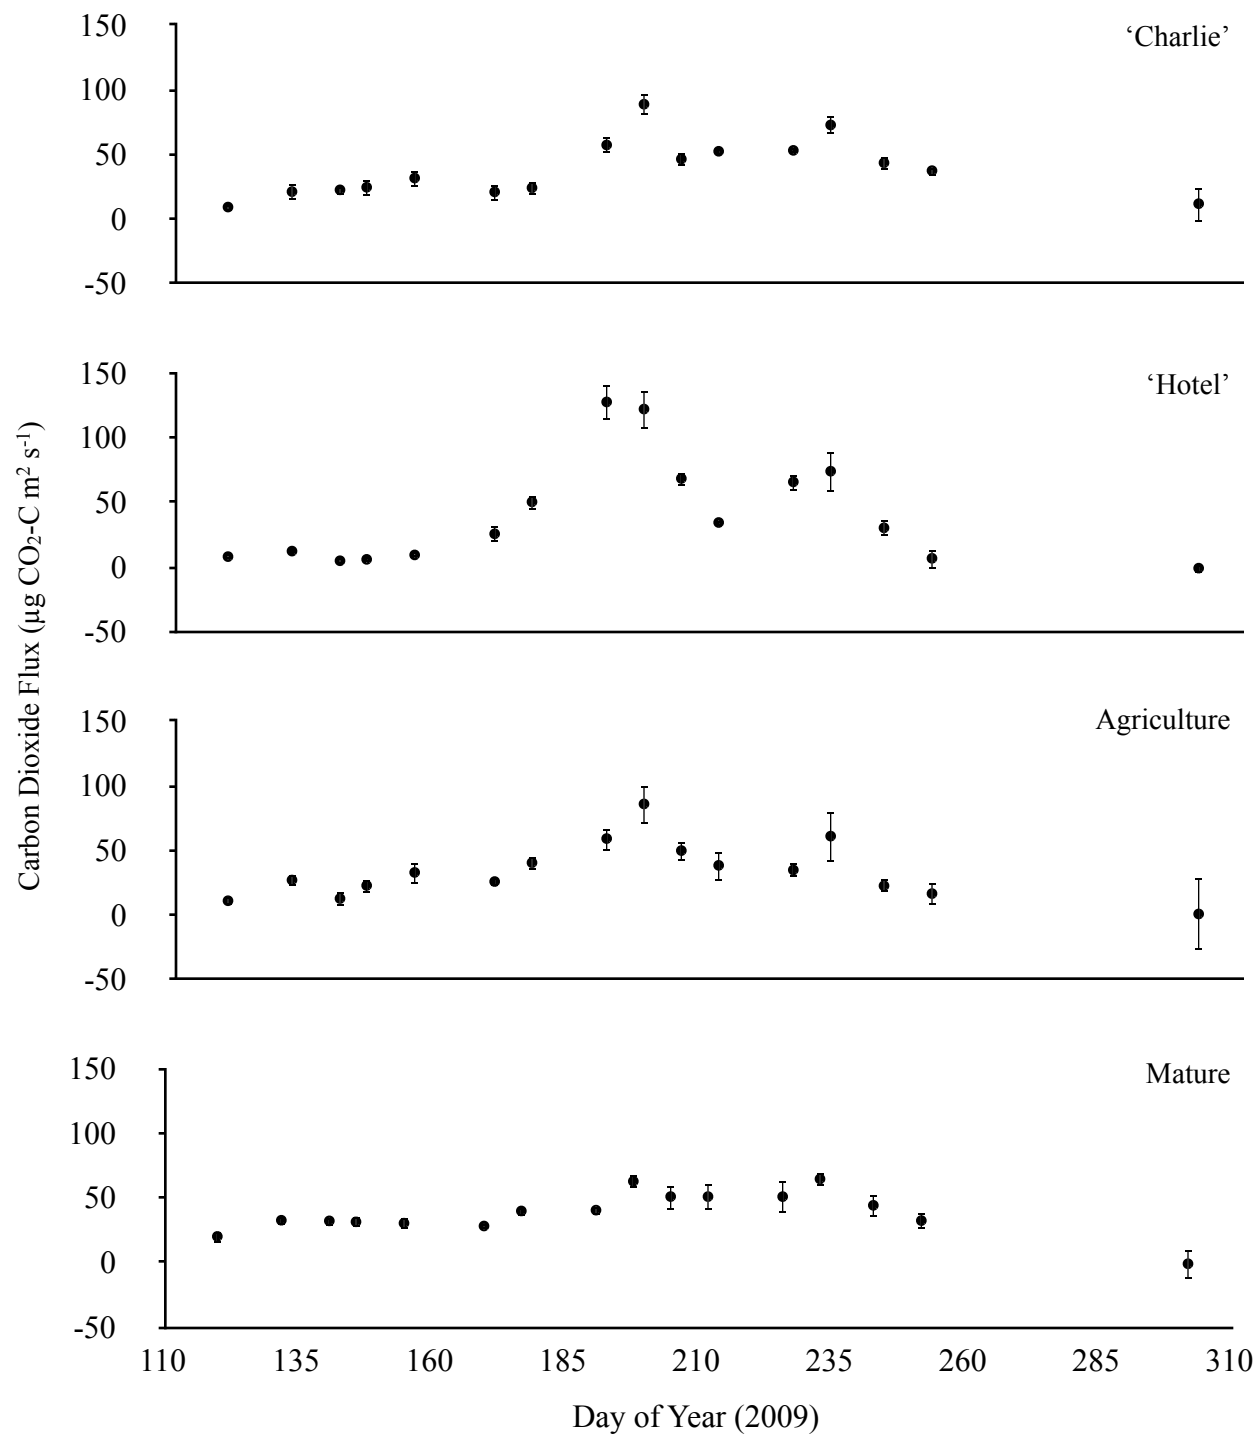 150
‘Charlie’
100
50
0
-50
150
‘Hotel’
100
50
0
-50
150
Agriculture
100
50
0
-50
150
Mature
100
50
0
-50
110 135 160 185 210 235 260 285 310
Day of Year (2009)
Carbon Dioxide Flux (µg CO₂-C m² s⁻¹)